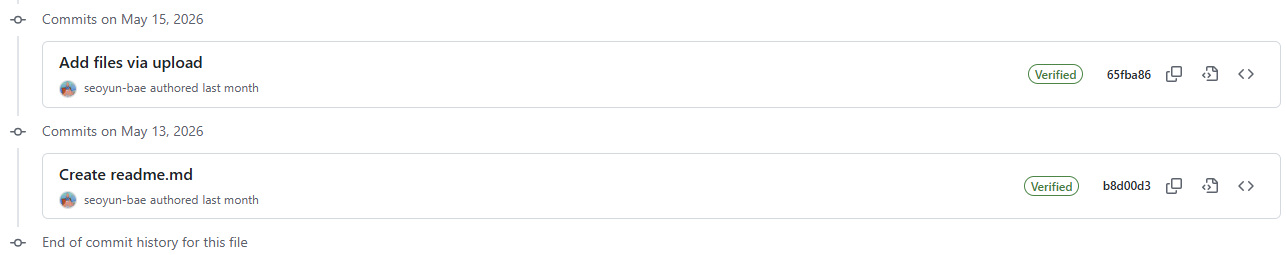 Commits on May 15, 2026
Add files via upload
seoyun-bae authored last month
Verified
65fba86
Commits on May 13, 2026
Create readme.md
seoyun-bae authored last month
Verified
b8d00d3
End of commit history for this file